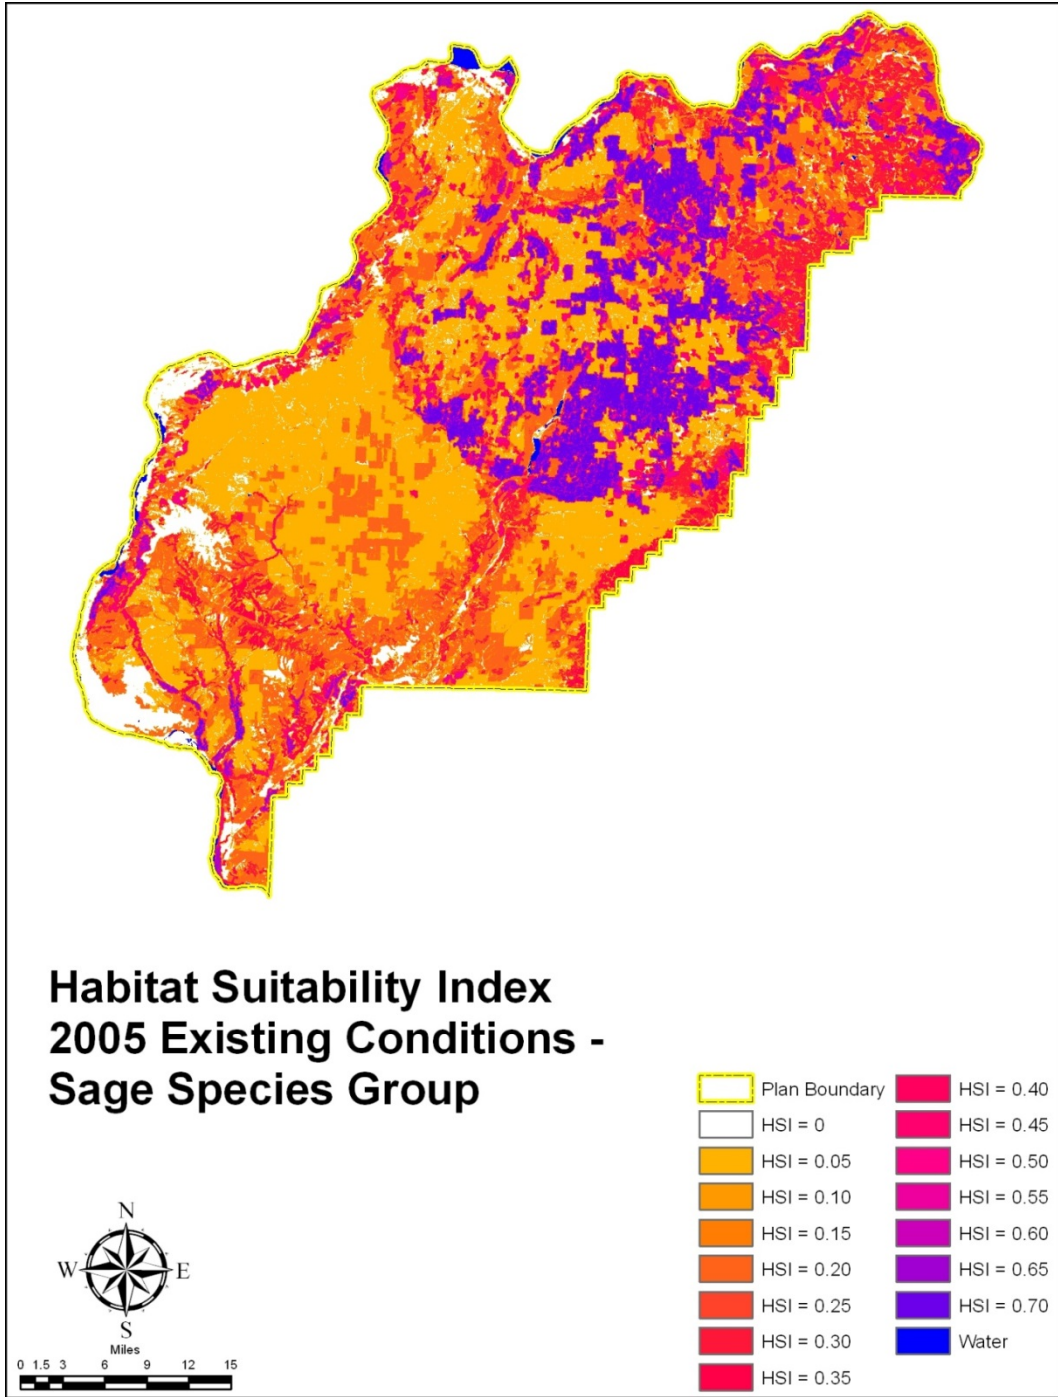 Habitat Suitability Index
2005 Existing Conditions -
Sage Species Group
Plan Boundary
HSI = 0
HSI = 0.05
HSI = 0.10
HSI = 0.15
HSI = 0.20
HSI = 0.25
HSI = 0.30
HSI = 0.35
HSI = 0.40
HSI = 0.45
HSI = 0.50
HSI = 0.55
HSI = 0.60
HSI = 0.65
HSI = 0.70
Water
N
W E
S
Miles
0 1.5 3 6 9 12 15